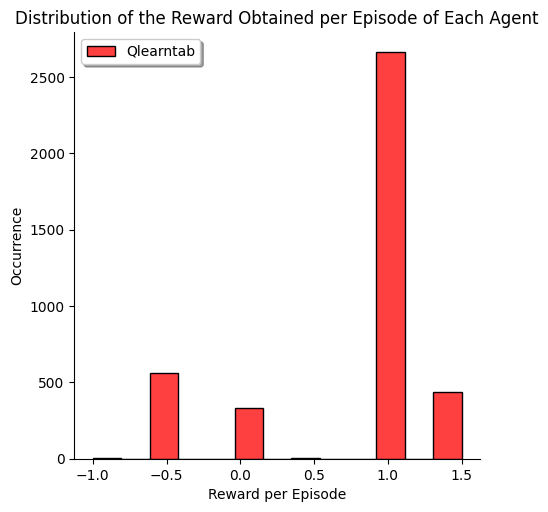 Distribution of the Reward Obtained per Episode of Each Agent
Qlearntab
2500
2000
1500
1000
500
0
Occurrence
−1.0 −0.5 0.0 0.5 1.0 1.5
Reward per Episode